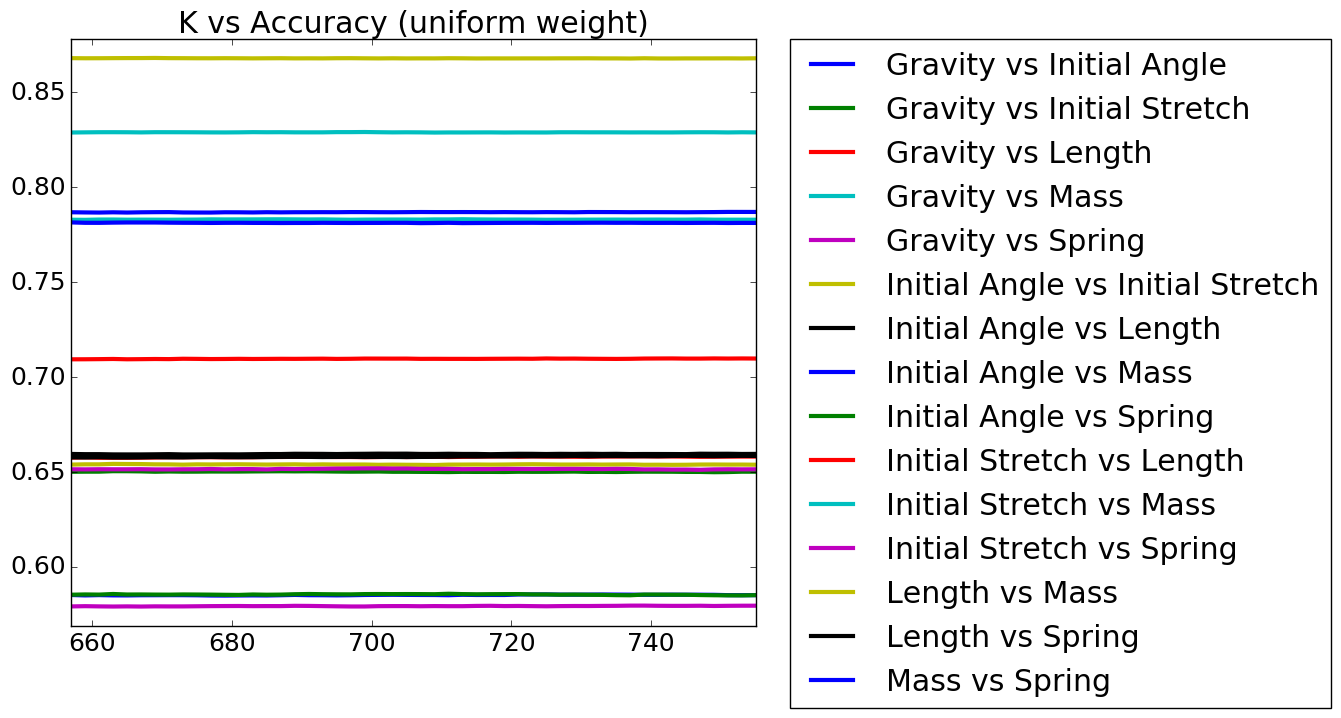 K vs Accuracy (uniform weight)
0.85
0.80
0.75
0.70
0.65
0.60
660 680 700 720 740
Gravity vs Initial Angle
Gravity vs Initial Stretch
Gravity vs Length
Gravity vs Mass
Gravity vs Spring
Initial Angle vs Initial Stretch
Initial Angle vs Length
Initial Angle vs Mass
Initial Angle vs Spring
Initial Stretch vs Length
Initial Stretch vs Mass
Initial Stretch vs Spring
Length vs Mass
Length vs Spring
Mass vs Spring